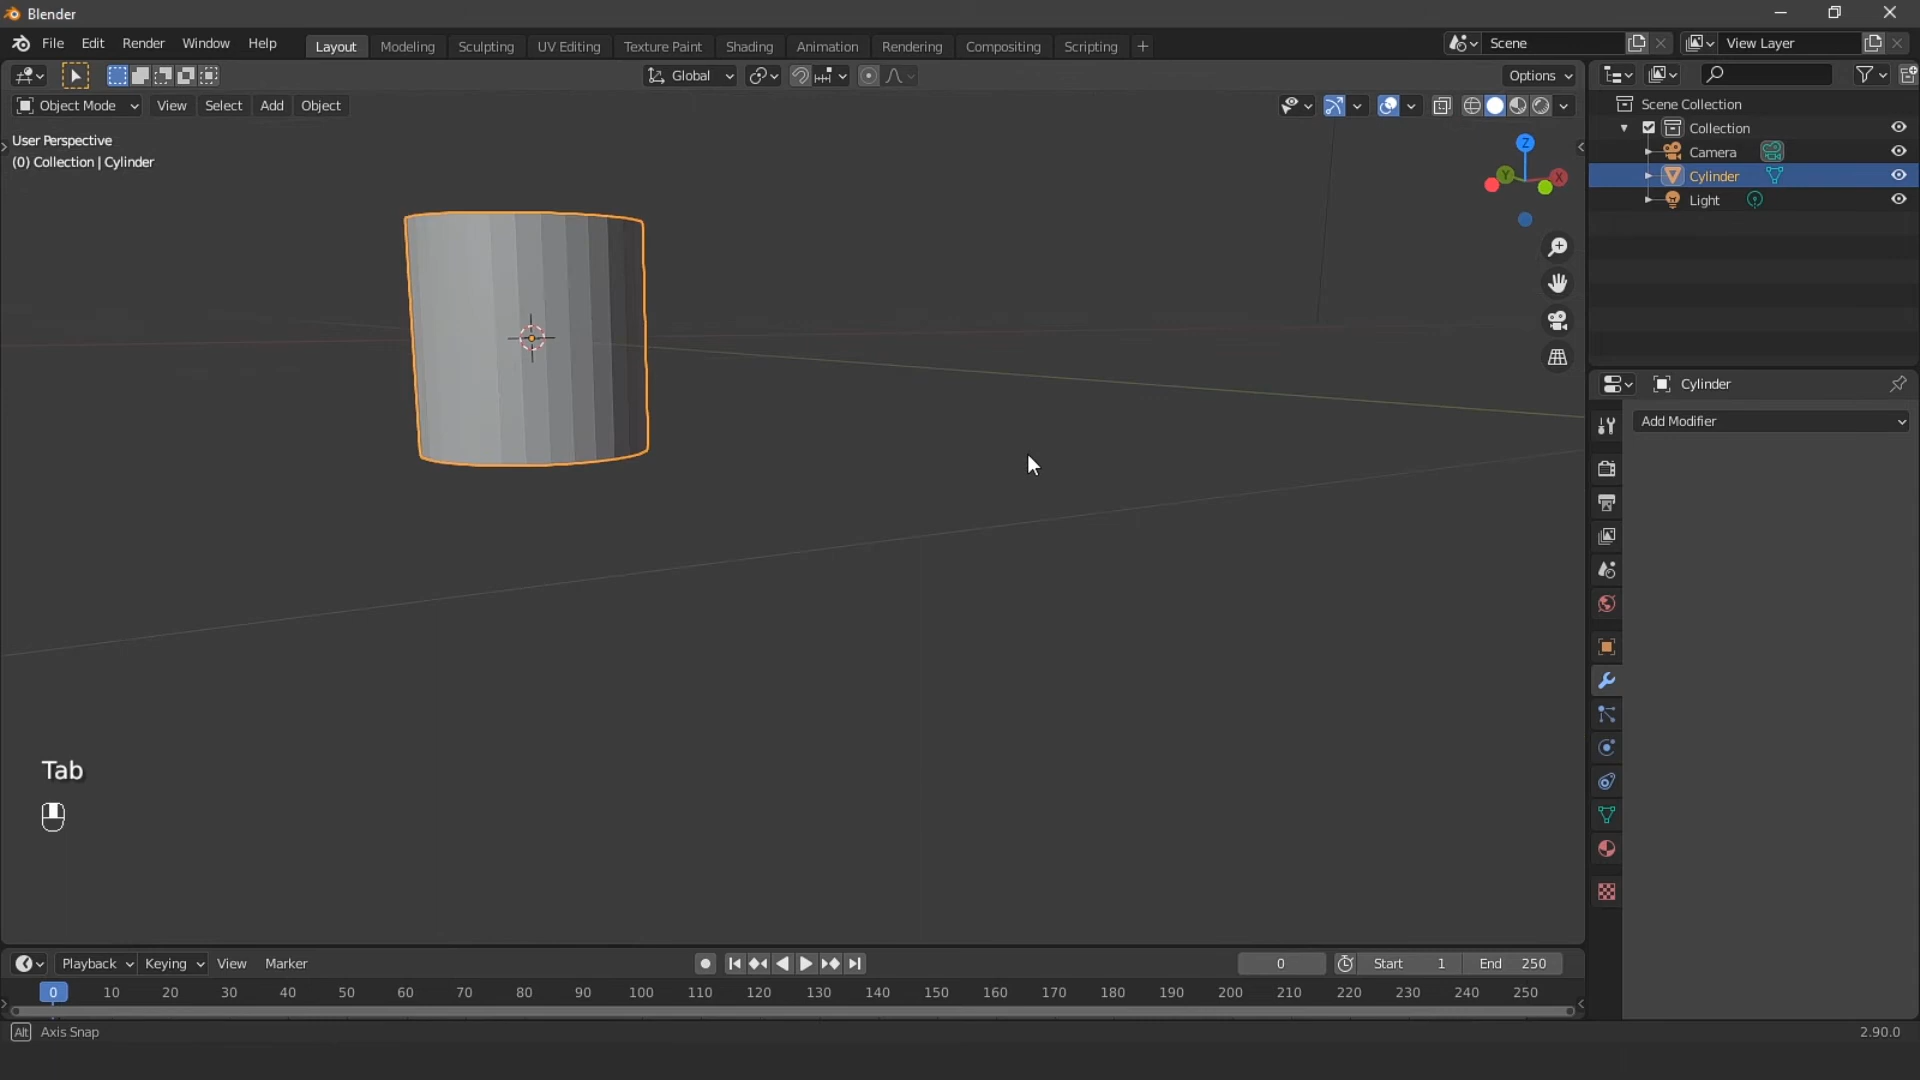 Blender
File Edit Render Window Help Layout Modeling Sculpting UV Editing Texture Paint Shading Animation Rendering Compositing Scripting + Scene View Layer
Global Options
Object Mode View Select Add Object
Scene Collection
User Perspective
(0) Collection | Cylinder
Collection
Camera
Cylinder
Light
Z
Y
X
Cylinder
Add Modifier
Tab
Playback Keying View Marker 0 Start 1 End 250
0 10 20 30 40 50 60 70 80 90 100 110 120 130 140 150 160 170 180 190 200 210 220 230 240 250
Alt Axis Snap 2.90.0